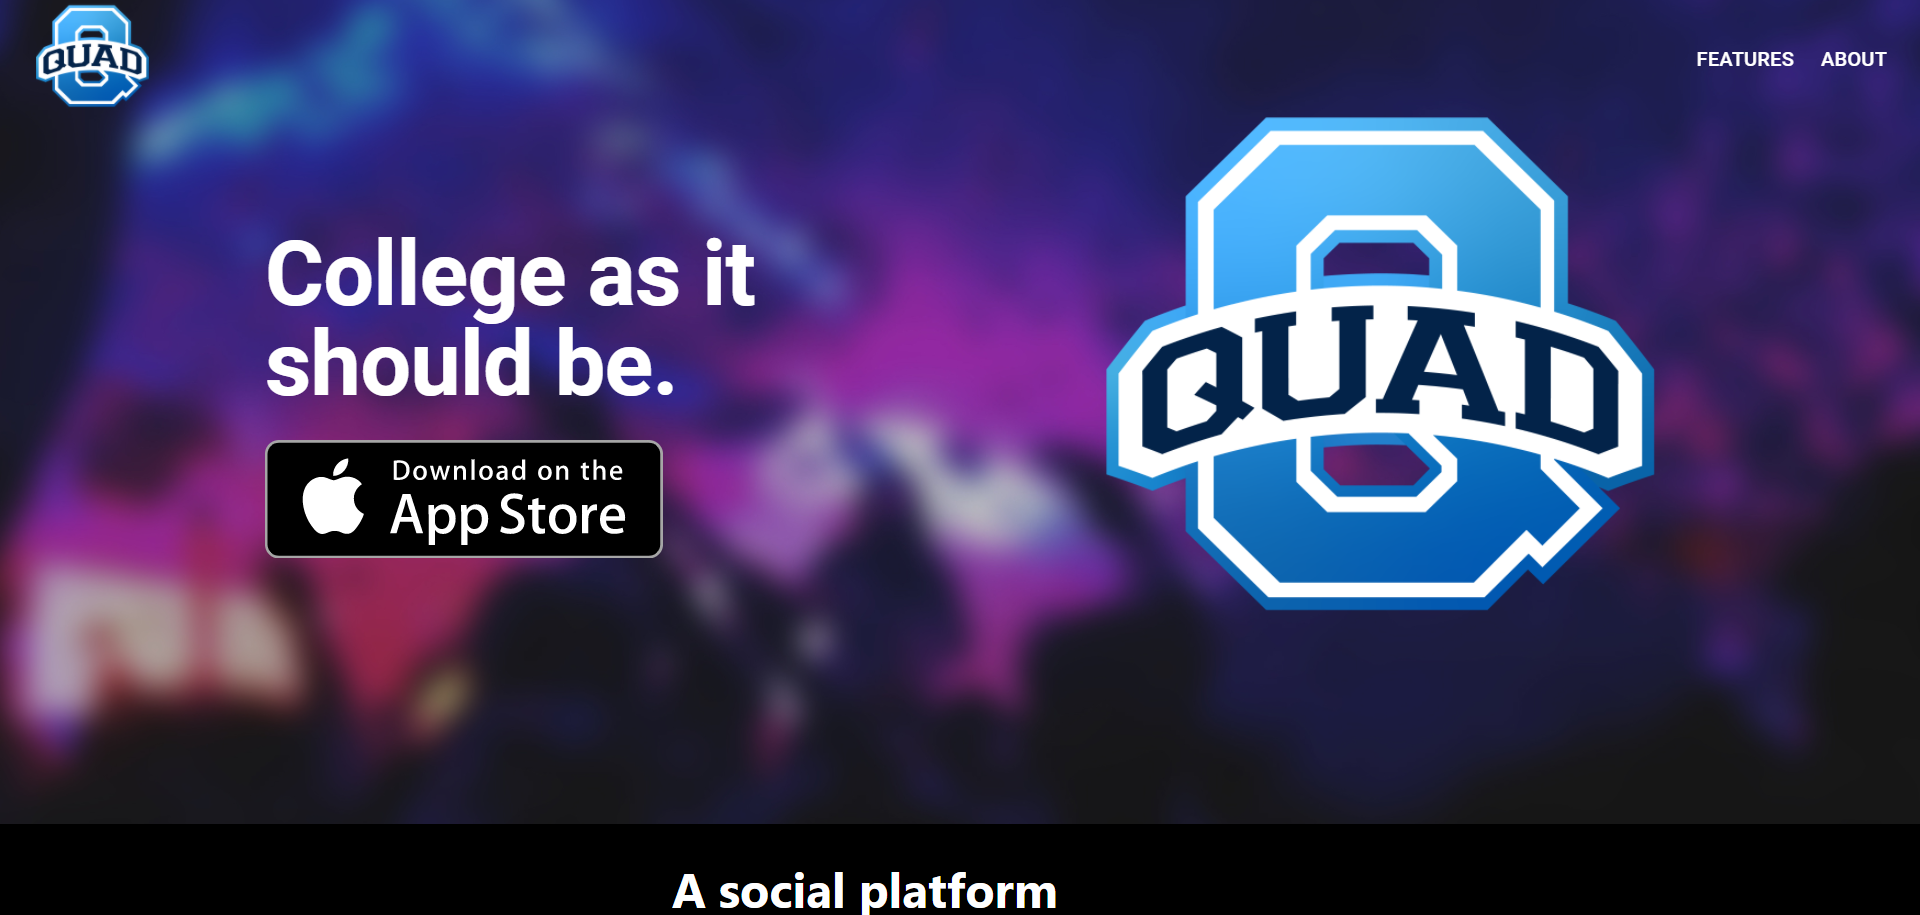 QUAD
FEATURES ABOUT
College as it
should be.
Download on the
App Store
QUAD
A social platform